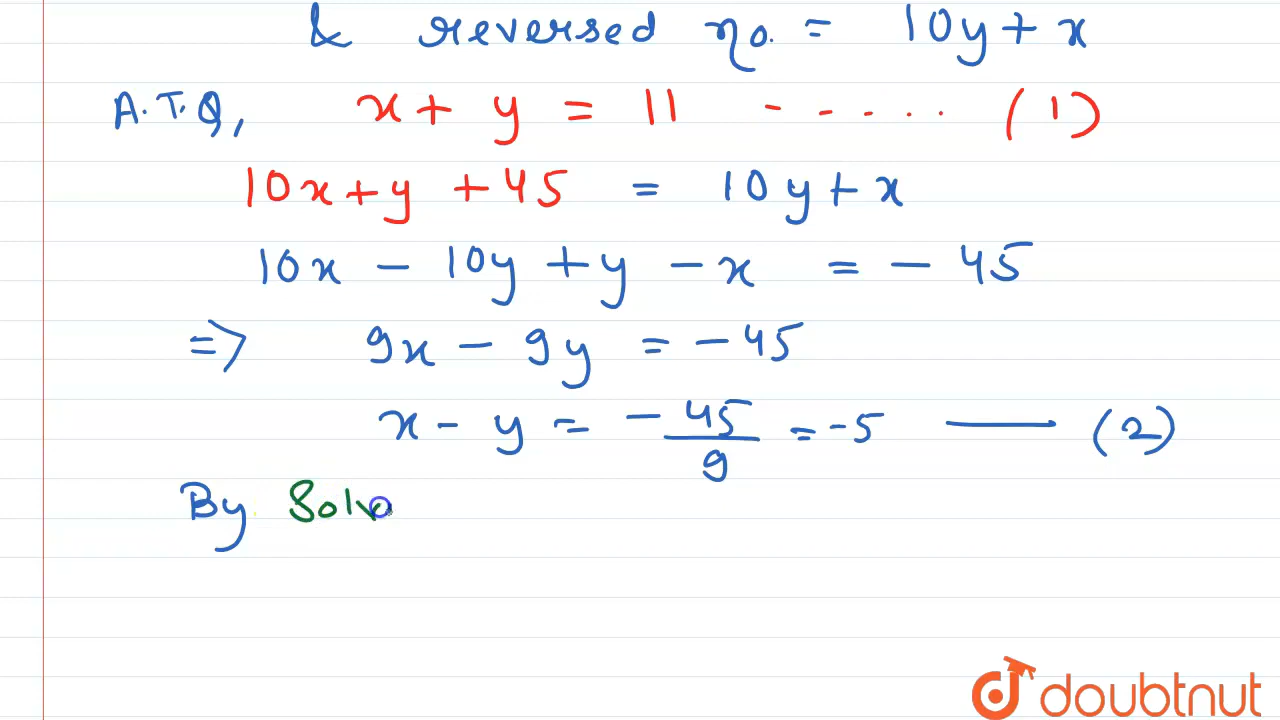 & reversed no. = 10y + x
A.T.Q, x + y = 11 - - - . . . . (1)
10x + y + 45 = 10y + x
10x - 10y + y - x = - 45
=> 9x - 9y = - 45
x - y = - 45/9 = -5 —— (2)
By Solv
doubtnut